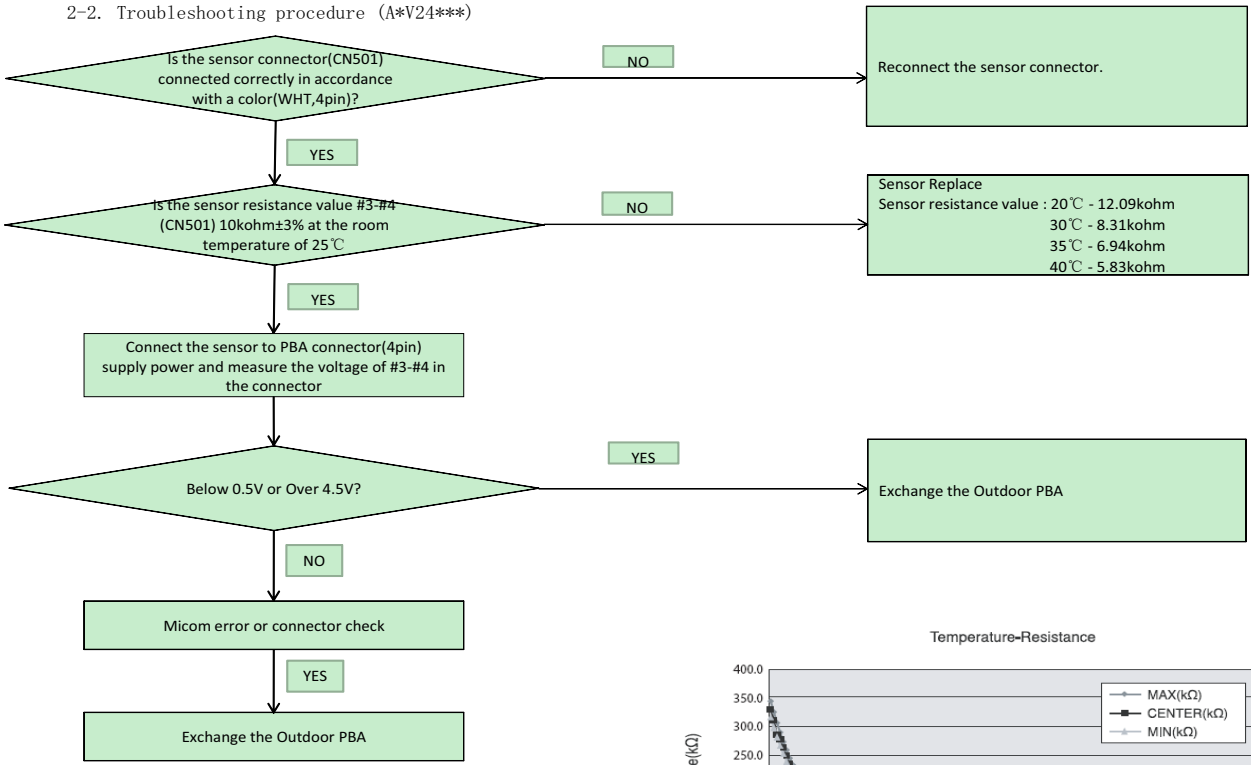 2-2. Troubleshooting procedure (A*V24***)
Is the sensor connector(CN501)
connected correctly in accordance
with a color(WHT,4pin)?
NO
Reconnect the sensor connector.
YES
Is the sensor resistance value #3-#4
(CN501) 10kohm±3% at the room
temperature of 25℃
NO
Sensor Replace
Sensor resistance value : 20℃ - 12.09kohm
30℃ - 8.31kohm
35℃ - 6.94kohm
40℃ - 5.83kohm
YES
Connect the sensor to PBA connector(4pin)
supply power and measure the voltage of #3-#4 in
the connector
Below 0.5V or Over 4.5V?
YES
Exchange the Outdoor PBA
NO
Micom error or connector check
YES
Exchange the Outdoor PBA
Temperature-Resistance
400.0
350.0
300.0
250.0
MAX(kΩ)
CENTER(kΩ)
MIN(kΩ)
e(kΩ)